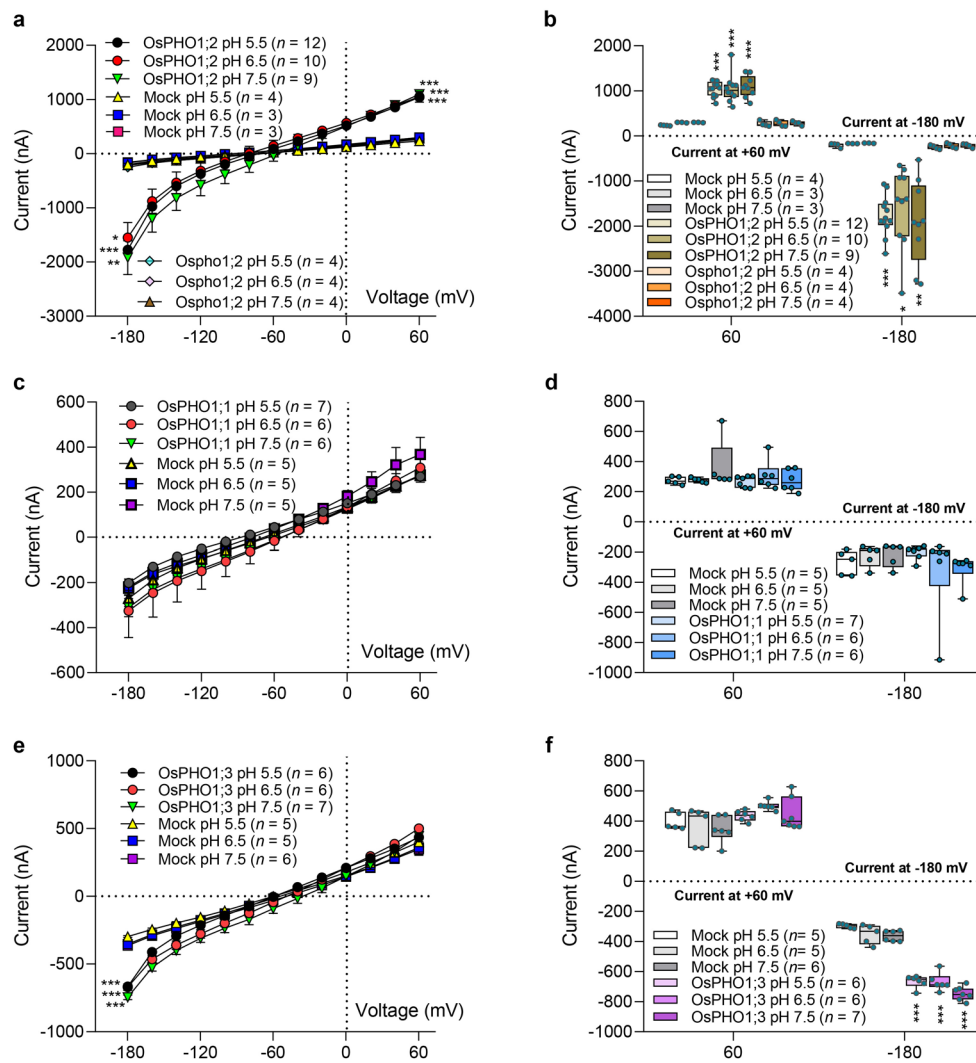 a
OsPHO1;2 pH 5.5 (n = 12)
OsPHO1;2 pH 6.5 (n = 10)
OsPHO1;2 pH 7.5 (n = 9)
Mock pH 5.5 (n = 4)
Mock pH 6.5 (n = 3)
Mock pH 7.5 (n = 3)
***
***
***
*
***
**
Ospho1;2 pH 5.5 (n = 4)
Ospho1;2 pH 6.5 (n = 4)
Ospho1;2 pH 7.5 (n = 4)
Voltage (mV)
Current (nA)
2000
1000
0
-1000
-2000
-3000
-180 -120 -60 0 60
b
*** *** ***
Current at -180 mV
Current at +60 mV
Mock pH 5.5 (n = 4)
Mock pH 6.5 (n = 3)
Mock pH 7.5 (n = 3)
OsPHO1;2 pH 5.5 (n = 12)
OsPHO1;2 pH 6.5 (n = 10)
OsPHO1;2 pH 7.5 (n = 9)
Ospho1;2 pH 5.5 (n = 4)
Ospho1;2 pH 6.5 (n = 4)
Ospho1;2 pH 7.5 (n = 4)
*** * **
Current (nA)
2000
1000
0
-1000
-2000
-3000
-4000
60 -180
c
OsPHO1;1 pH 5.5 (n = 7)
OsPHO1;1 pH 6.5 (n = 6)
OsPHO1;1 pH 7.5 (n = 6)
Mock pH 5.5 (n = 5)
Mock pH 6.5 (n = 5)
Mock pH 7.5 (n = 5)
Voltage (mV)
Current (nA)
600
400
200
0
-200
-400
-600
-180 -120 -60 0 60
d
Current at -180 mV
Current at +60 mV
Mock pH 5.5 (n = 5)
Mock pH 6.5 (n = 5)
Mock pH 7.5 (n = 5)
OsPHO1;1 pH 5.5 (n = 7)
OsPHO1;1 pH 6.5 (n = 6)
OsPHO1;1 pH 7.5 (n = 6)
Current (nA)
800
600
400
200
0
-200
-400
-600
-800
-1000
60 -180
e
OsPHO1;3 pH 5.5 (n = 6)
OsPHO1;3 pH 6.5 (n = 6)
OsPHO1;3 pH 7.5 (n = 7)
Mock pH 5.5 (n = 5)
Mock pH 6.5 (n = 5)
Mock pH 7.5 (n = 6)
***
***
***
Voltage (mV)
Current (nA)
1000
500
0
-500
-1000
-180 -120 -60 0 60
f
Current at -180 mV
Current at +60 mV
Mock pH 5.5 (n= 5)
Mock pH 6.5 (n= 5)
Mock pH 7.5 (n= 6)
OsPHO1;3 pH 5.5 (n = 6)
OsPHO1;3 pH 6.5 (n = 6)
OsPHO1;3 pH 7.5 (n = 7)
*** *** ***
Current (nA)
800
600
400
200
0
-200
-400
-600
-800
-1000
60 -180